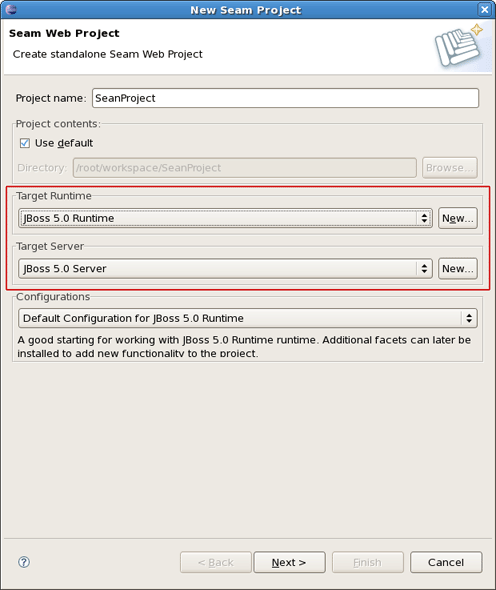 New Seam Project
Seam Web Project
Create standalone Seam Web Project
Project name: SeanProject
Project contents:
Use default
Directory: /root/workspace/SeanProject Browse...
Target Runtime
JBoss 5.0 Runtime New...
Target Server
JBoss 5.0 Server New...
Configurations
Default Configuration for JBoss 5.0 Runtime
A good starting for working with JBoss 5.0 Runtime runtime. Additional facets can later be
installed to add new functionality to the project.
? < Back Next > Finish Cancel